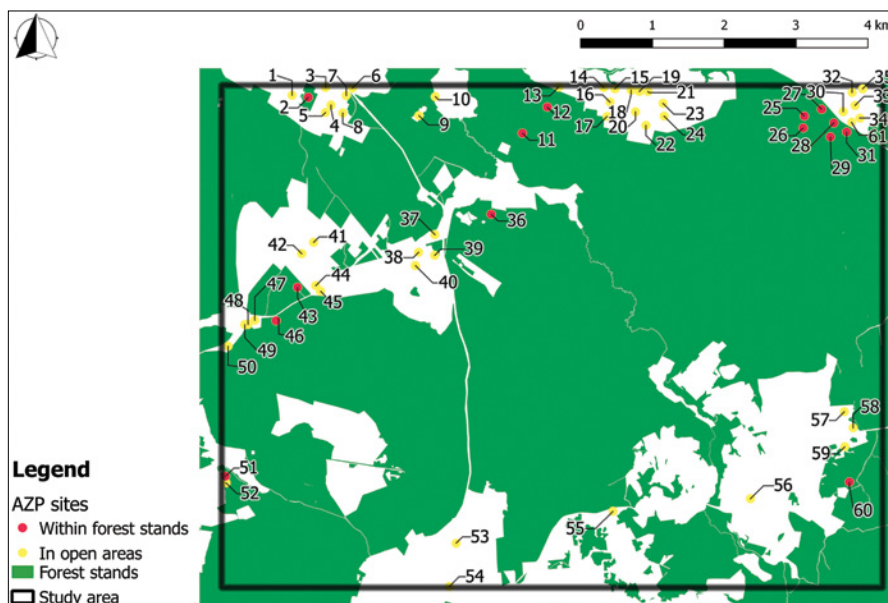 0 1 2 3 4 km
1 3 7 6 13 14 16 15 19 32 35
2 10 12 18 21 27 30 33
5 4 8 9 17 20 23 25 34
11 22 24 26 28 61
29 31
37 36
42 41 38 39
40
44
48 47 43 45
49 46
50
57 58
59
51
52 56 60
55
53
54
Legend
AZP sites
Within forest stands
In open areas
Forest stands
Study area